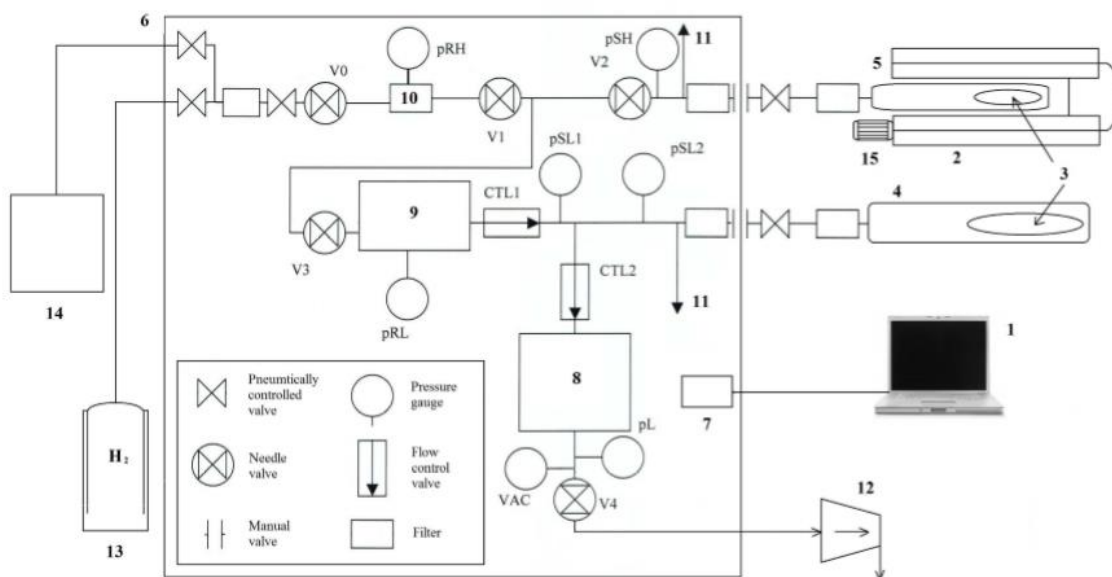 6
pRH
V0
10
V1
pSH
V2
11
5
15
2
3
4
pSL1
pSL2
CTL1
9
V3
CTL2
pRL
11
14
1
8
7
pL
VAC
V4
12
H₂
13
Pneumtically
controlled
valve
Pressure
gauge
Needle
valve
Flow
control
valve
Manual
valve
Filter